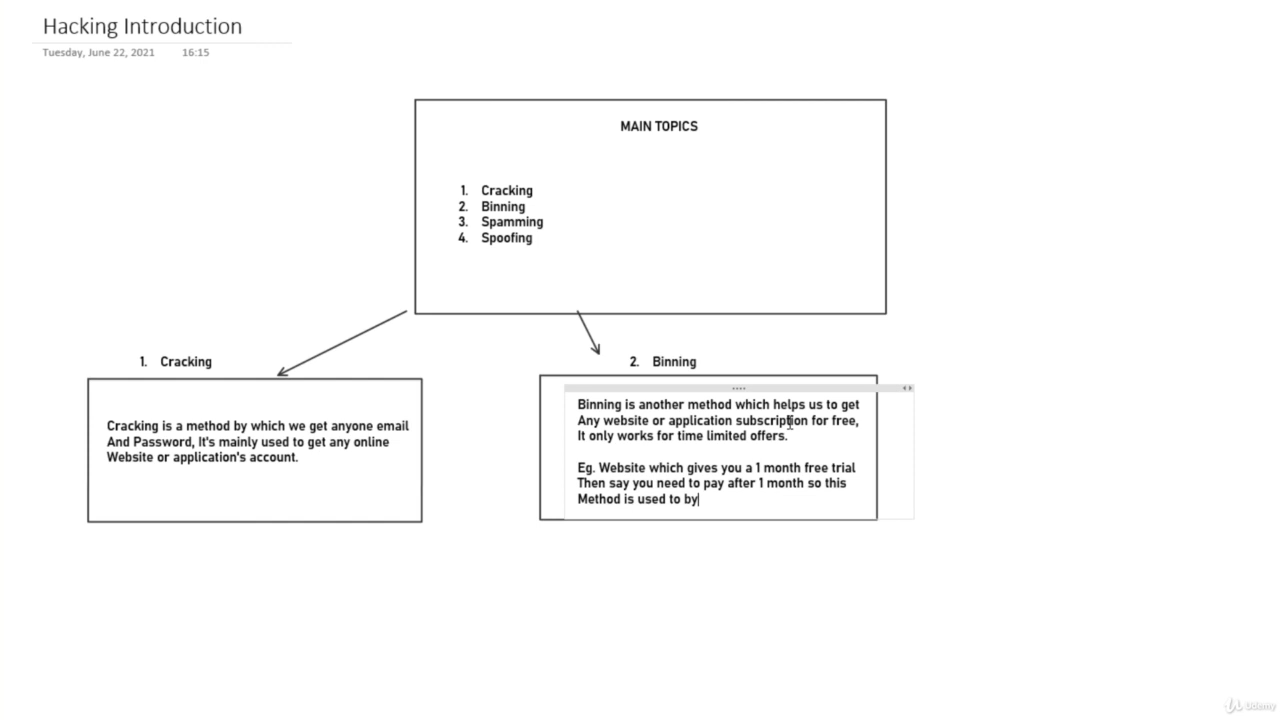 Hacking Introduction
Tuesday, June 22, 2021 16:15
MAIN TOPICS
1. Cracking
2. Binning
3. Spamming
4. Spoofing
1. Cracking
Cracking is a method by which we get anyone email
And Password, It's mainly used to get any online
Website or application's account.
2. Binning
Binning is another method which helps us to get
Any website or application subscription for free,
It only works for time limited offers.
Eg. Website which gives you a 1 month free trial
Then say you need to pay after 1 month so this
Method is used to by
Udemy